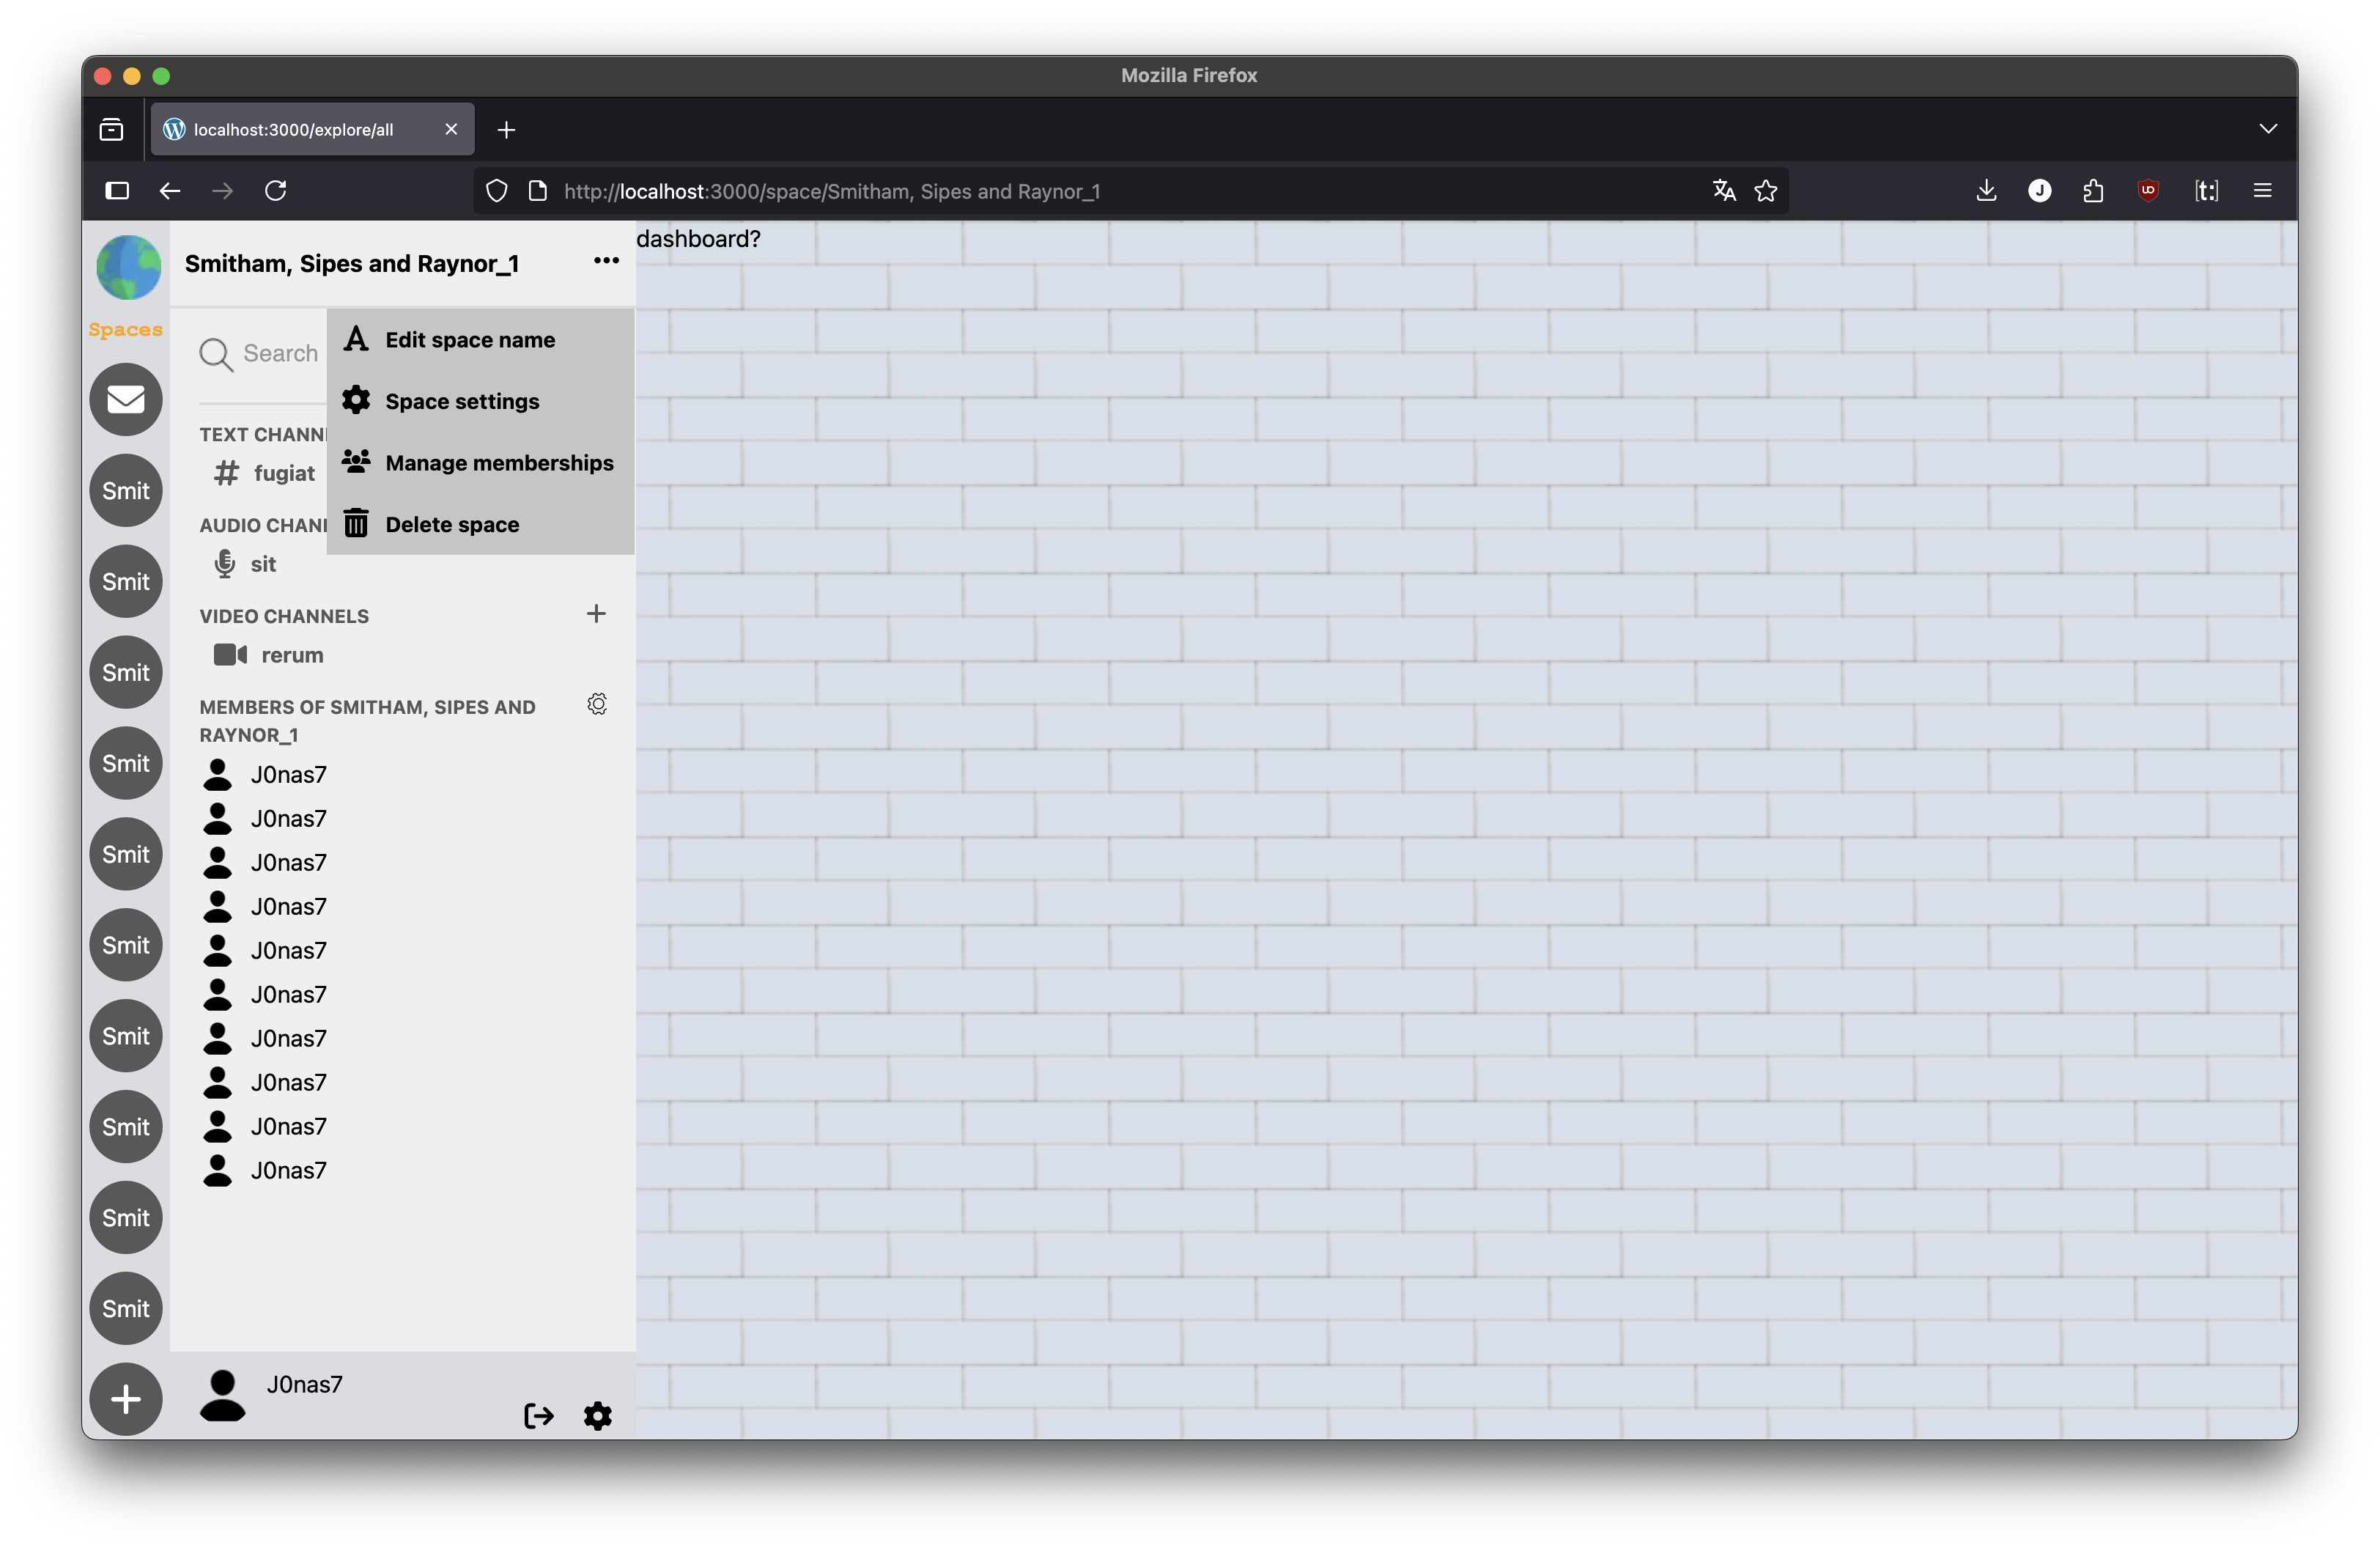 Mozilla Firefox
localhost:3000/explore/all
http://localhost:3000/space/Smitham, Sipes and Raynor_1
Smitham, Sipes and Raynor_1
dashboard?
Spaces
Search
Edit space name
Space settings
Manage memberships
Delete space
TEXT CHANN
# fugiat
AUDIO CHAN
sit
VIDEO CHANNELS
rerum
MEMBERS OF SMITHAM, SIPES AND
RAYNOR_1
J0nas7
J0nas7
J0nas7
J0nas7
J0nas7
J0nas7
J0nas7
J0nas7
J0nas7
J0nas7
Smit
Smit
Smit
Smit
Smit
Smit
Smit
Smit
Smit
Smit
J0nas7